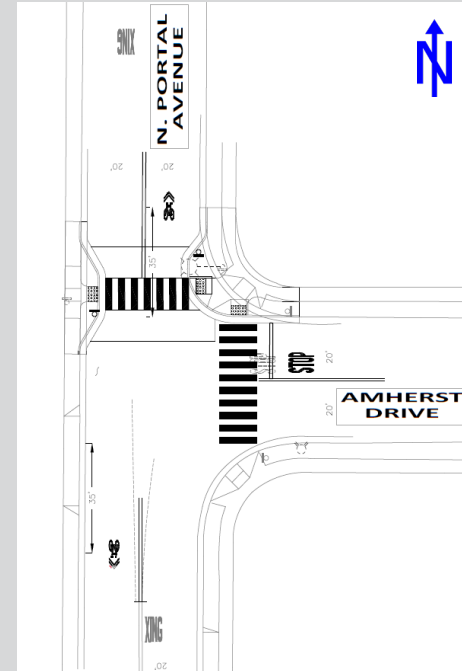 XING
N. PORTAL
AVENUE
N
20'
20'
35'
STOP
20'
20'
AMHERST
DRIVE
35'
XING
20'